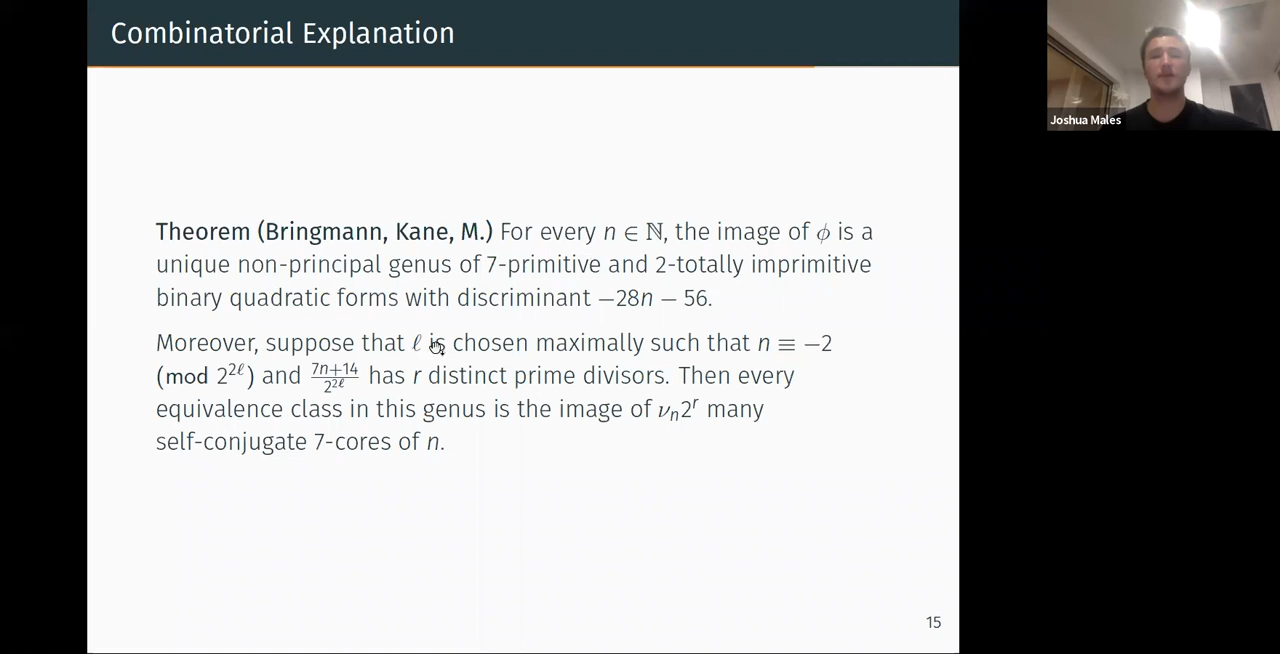 Combinatorial Explanation
Joshua Males
Theorem (Bringmann, Kane, M.) For every n ∈ ℕ, the image of ϕ is a
unique non-principal genus of 7-primitive and 2-totally imprimitive
binary quadratic forms with discriminant −28n − 56.
Moreover, suppose that ℓ is chosen maximally such that n ≡ −2
(mod 2^{2ℓ}) and \frac{7n+14}{2^{2ℓ}} has r distinct prime divisors. Then every
equivalence class in this genus is the image of ν_n 2^r many
self-conjugate 7-cores of n.
15